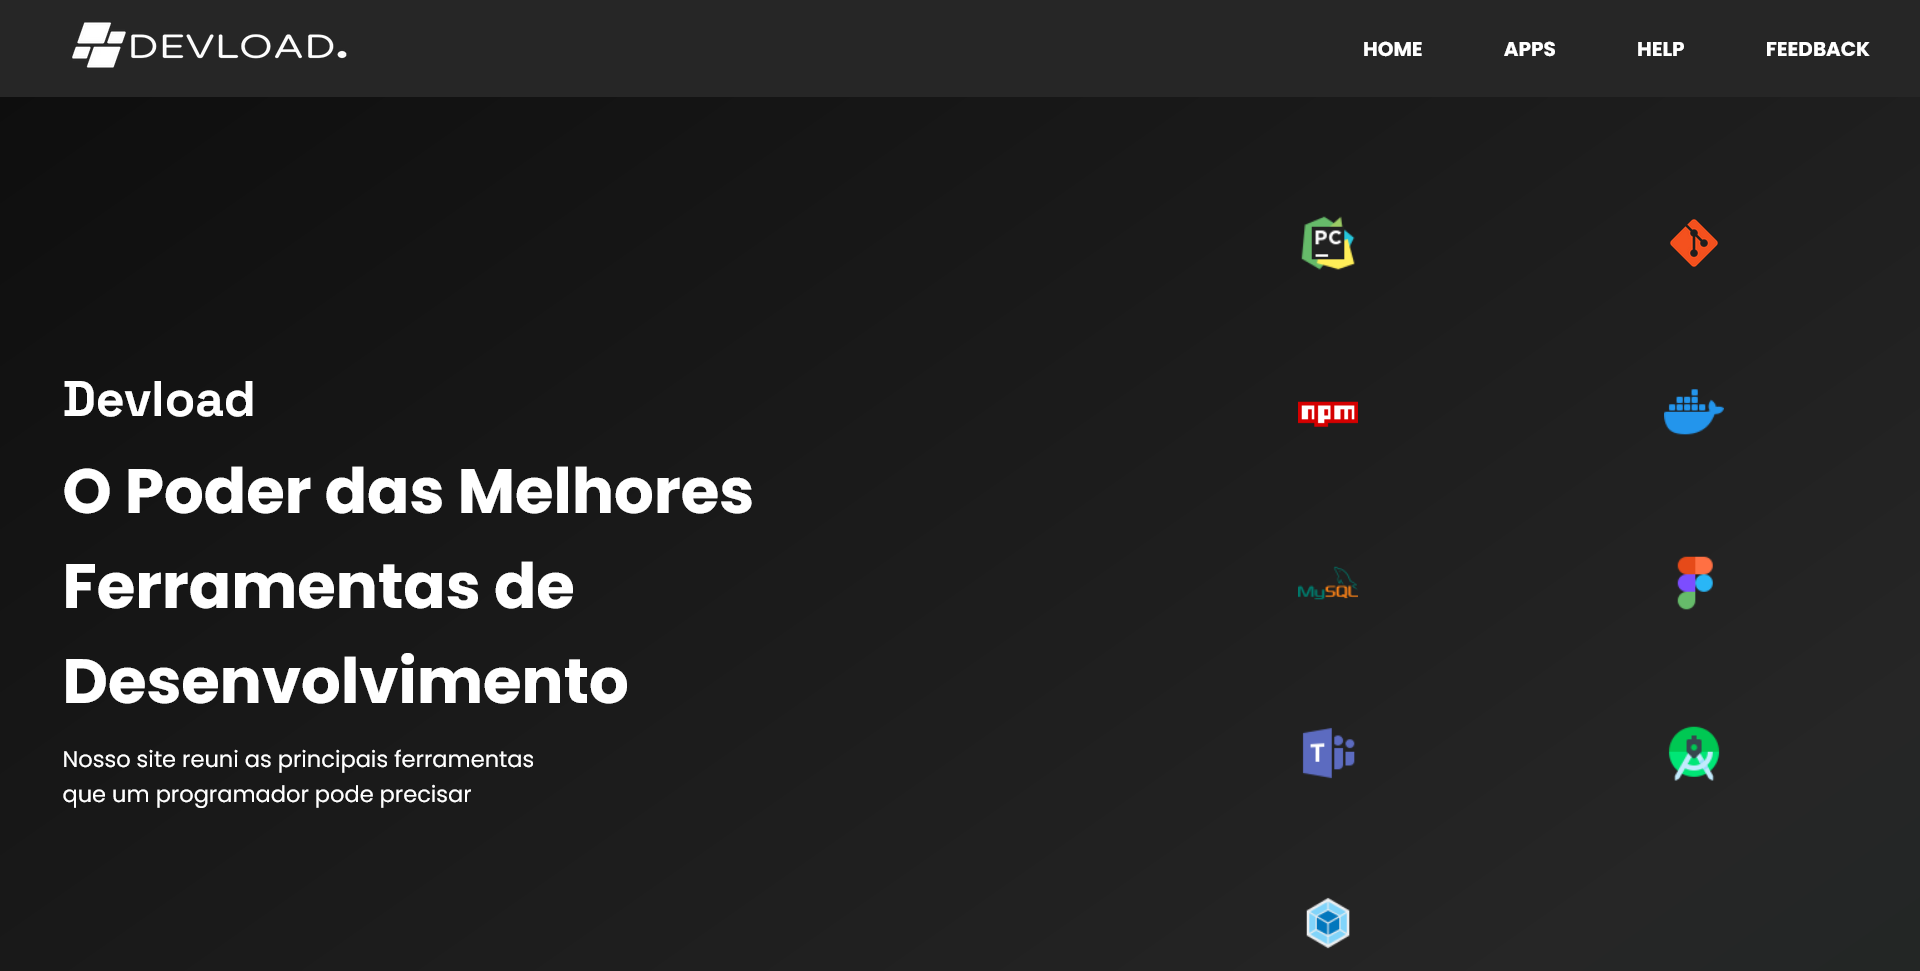 DEVLOAD.
HOME APPS HELP FEEDBACK
PC
npm
Devload
O Poder das Melhores
Ferramentas de
Desenvolvimento
MySQL
T
Nosso site reuni as principais ferramentas
que um programador pode precisar